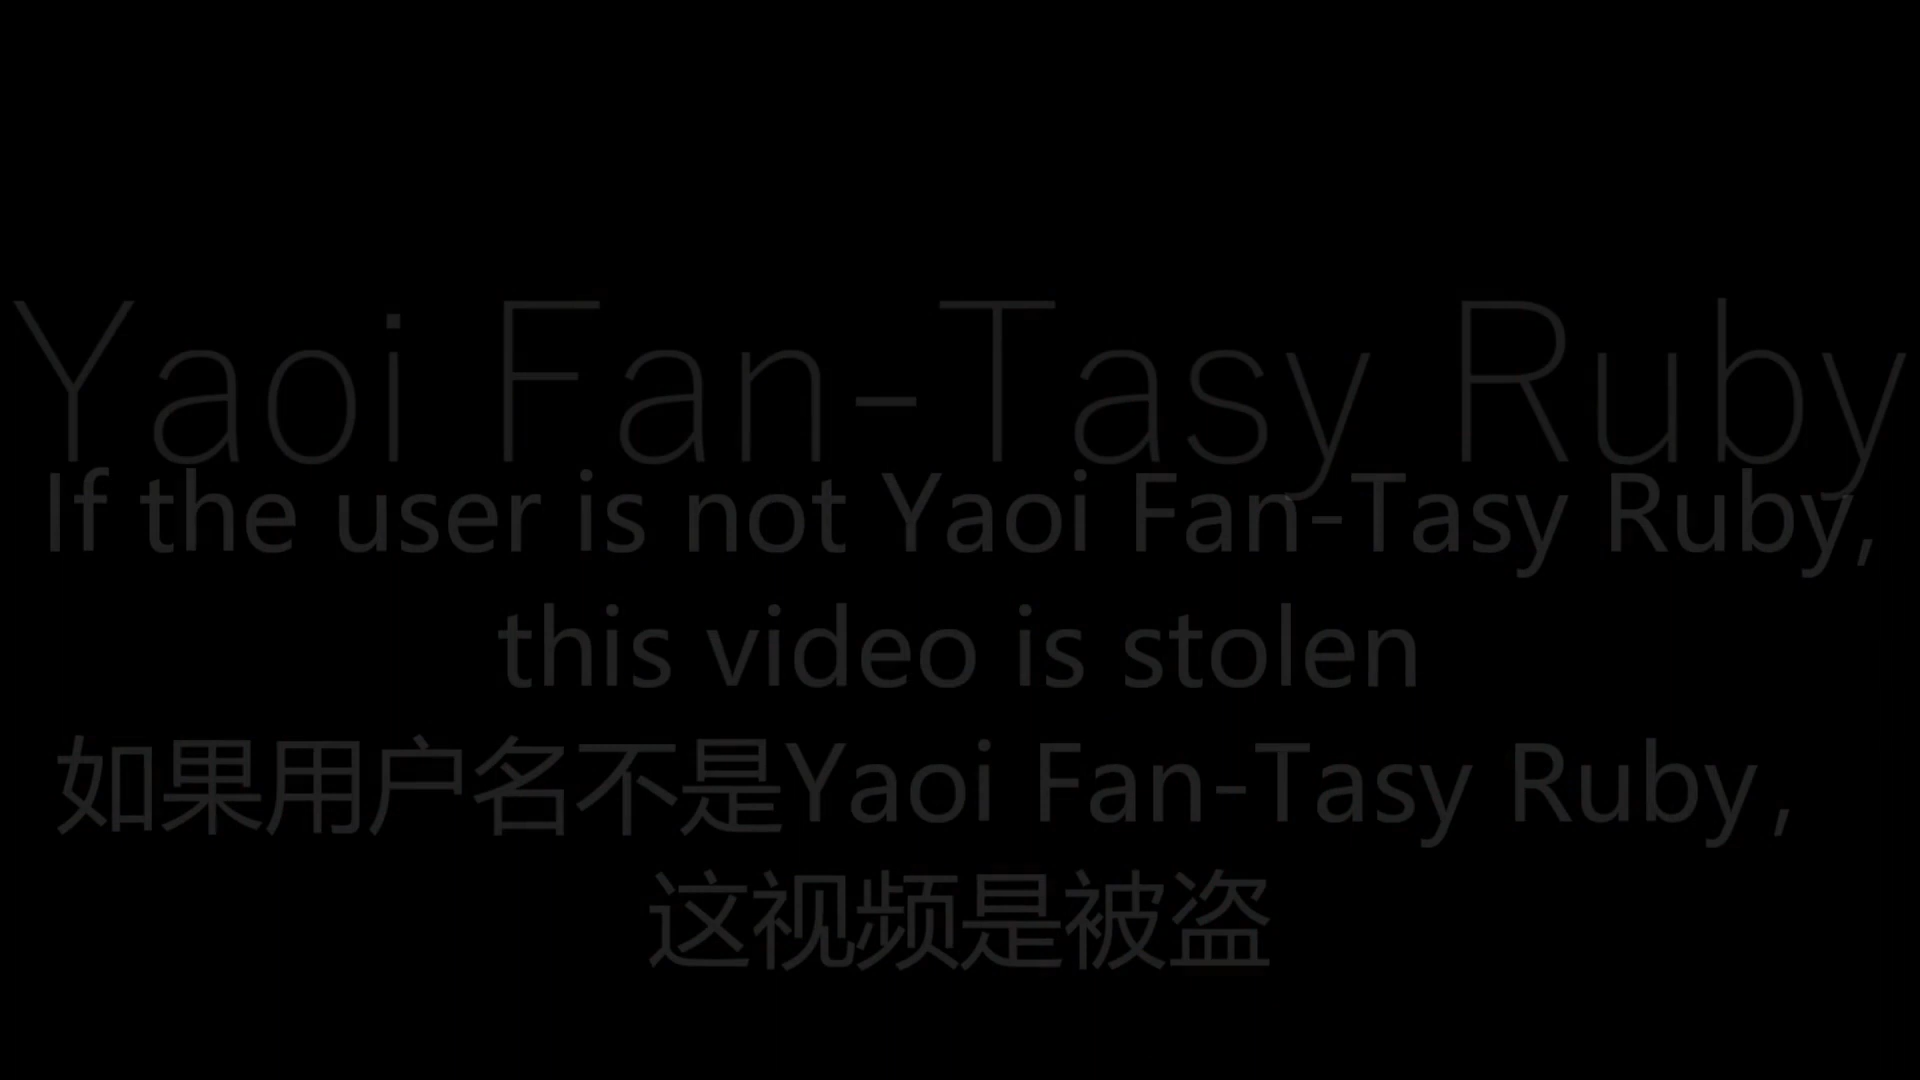 Yaoi Fan-Tasy Ruby
If the user is not Yaoi Fan-Tasy Ruby,
this video is stolen
如果用户名不是Yaoi Fan-Tasy Ruby，
这视频是被盗